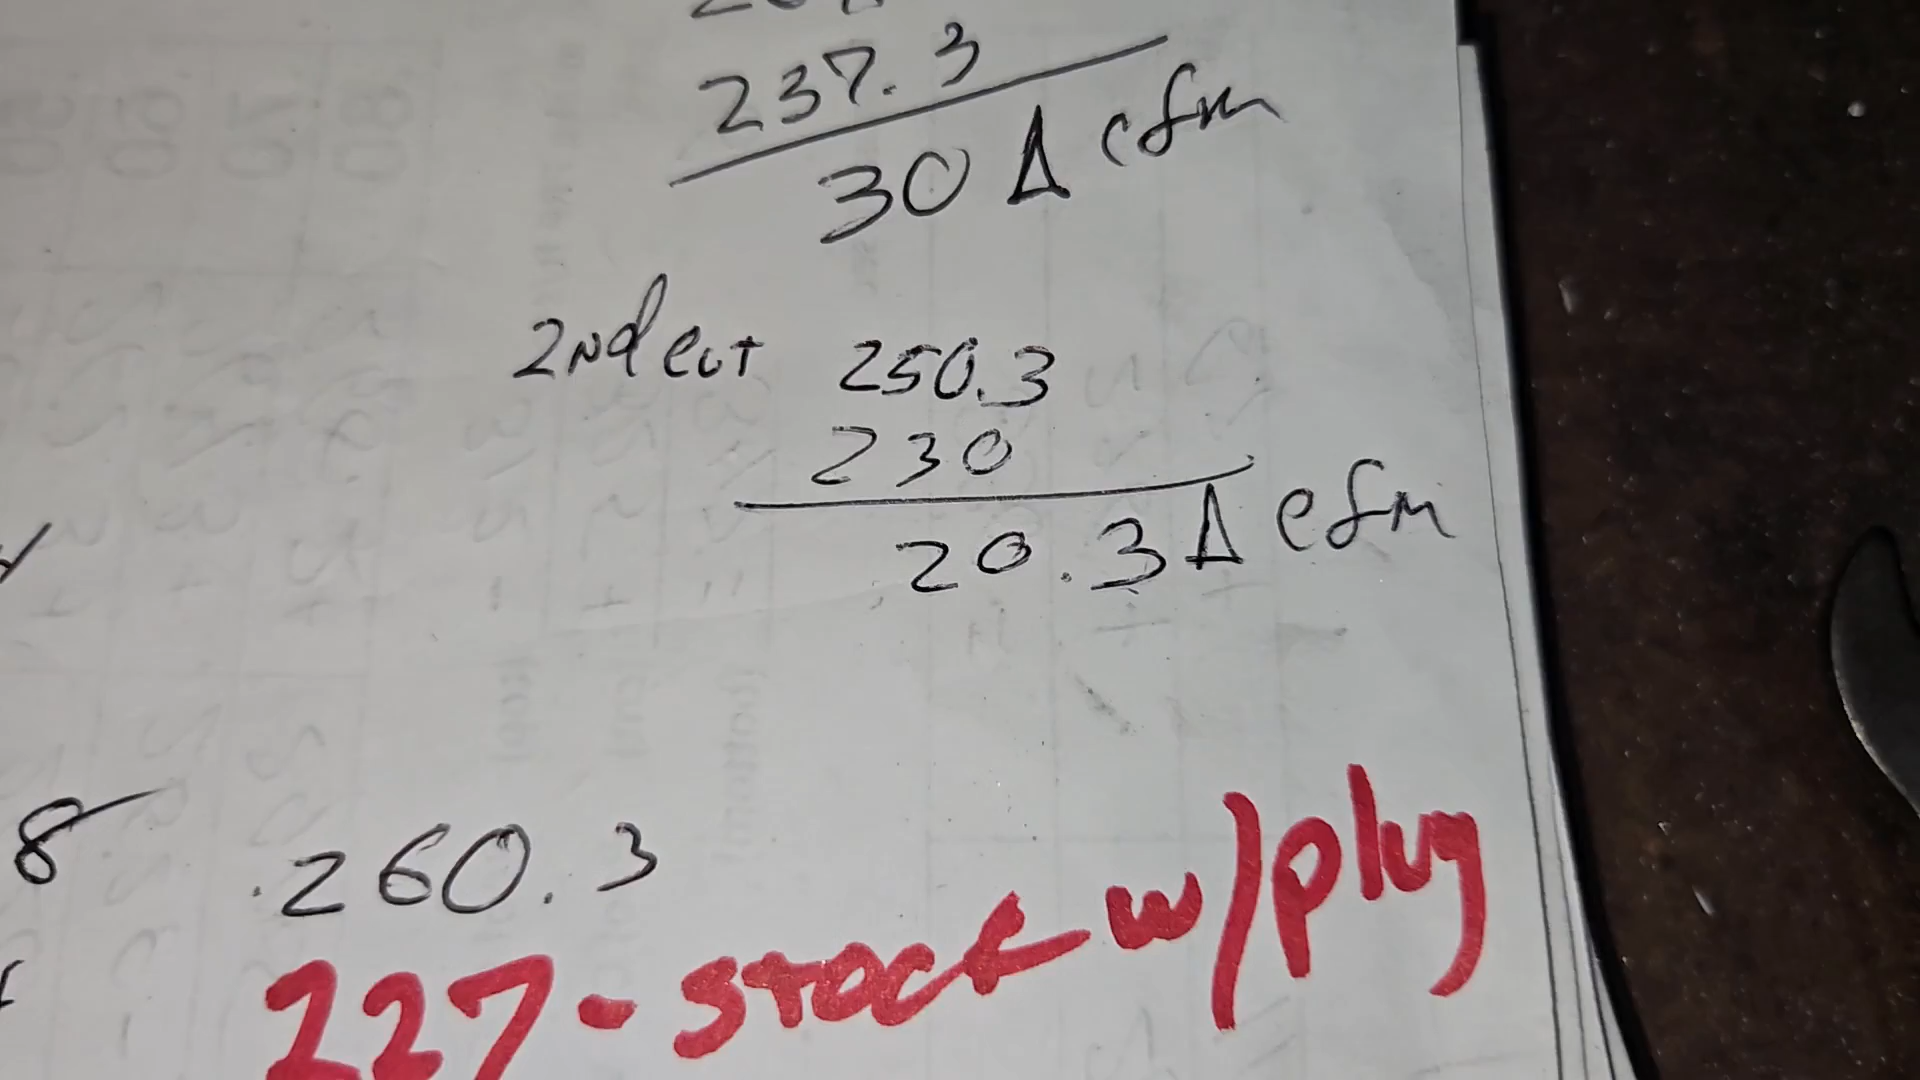 237.3
30 Δ cfm
2nd cut 250.3
230
20.3 Δ cfm
8 260.3
227 - stock w/plug